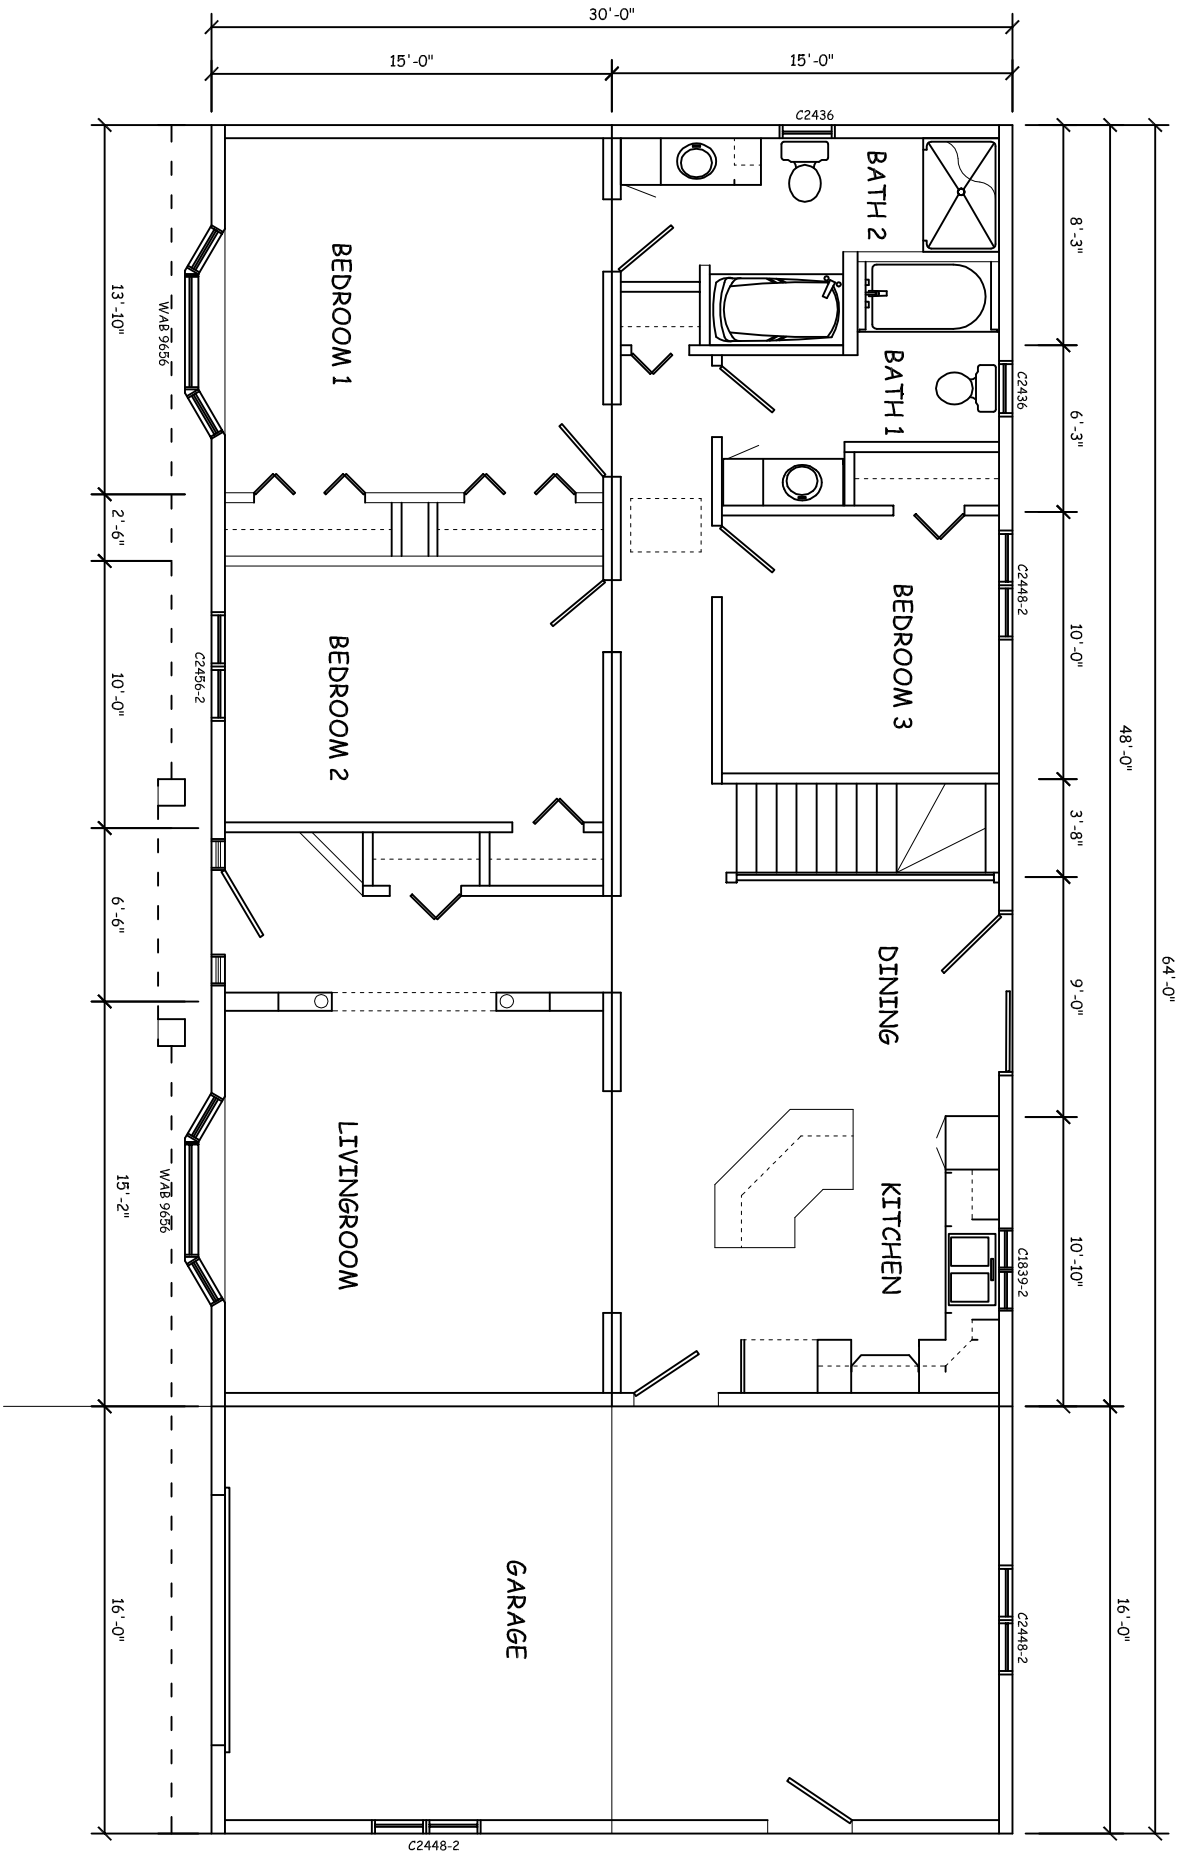 30'-0"
15'-0"
15'-0"
C2436
BATH 2
8'-3"
BEDROOM 1
13'-10"
WAB 9656
BATH 1
C2436
6'-3"
2'-6"
C2448-2
BEDROOM 3
10'-0"
BEDROOM 2
C2456-2
10'-0"
48'-0"
3'-8"
6'-6"
DINING
9'-0"
64'-0"
LIVINGROOM
15'-2"
WAB 9656
KITCHEN
C1839-2
10'-10"
GARAGE
16'-0"
C2448-2
16'-0"
C2448-2